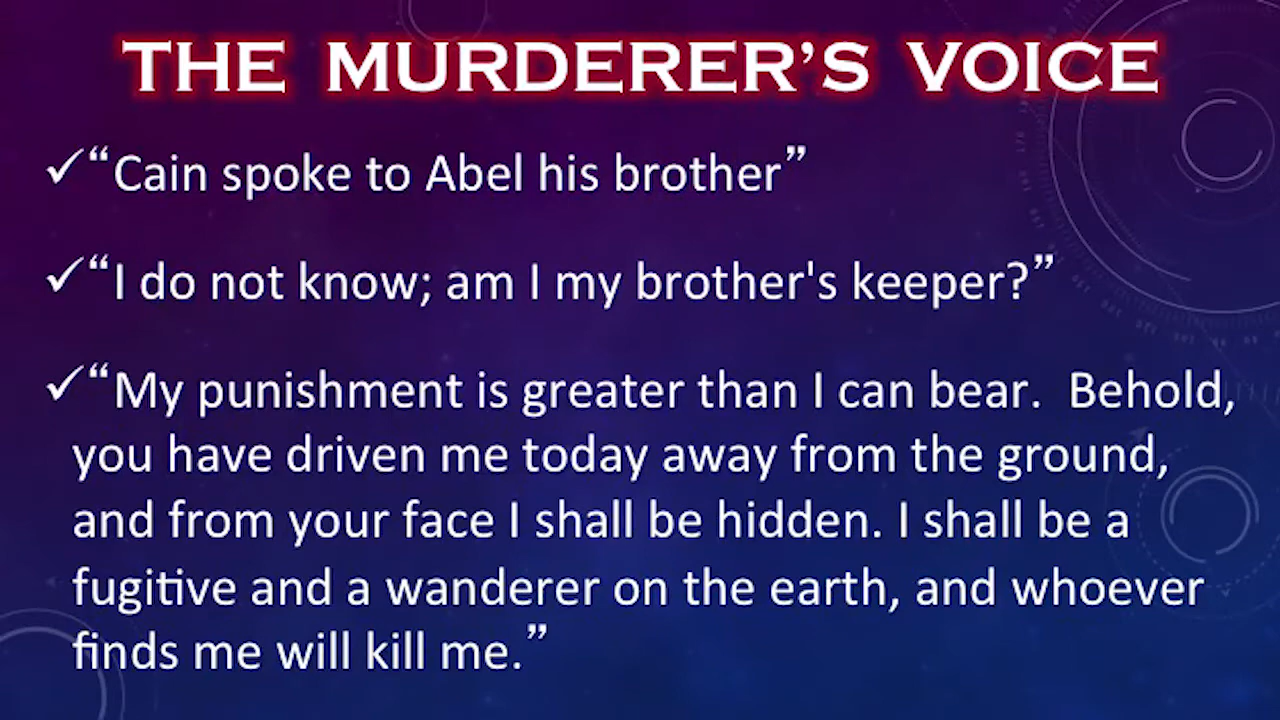 THE MURDERER’S VOICE
✓“Cain spoke to Abel his brother”
✓“I do not know; am I my brother's keeper?”
✓“My punishment is greater than I can bear.  Behold,
you have driven me today away from the ground,
and from your face I shall be hidden. I shall be a
fugitive and a wanderer on the earth, and whoever
finds me will kill me.”